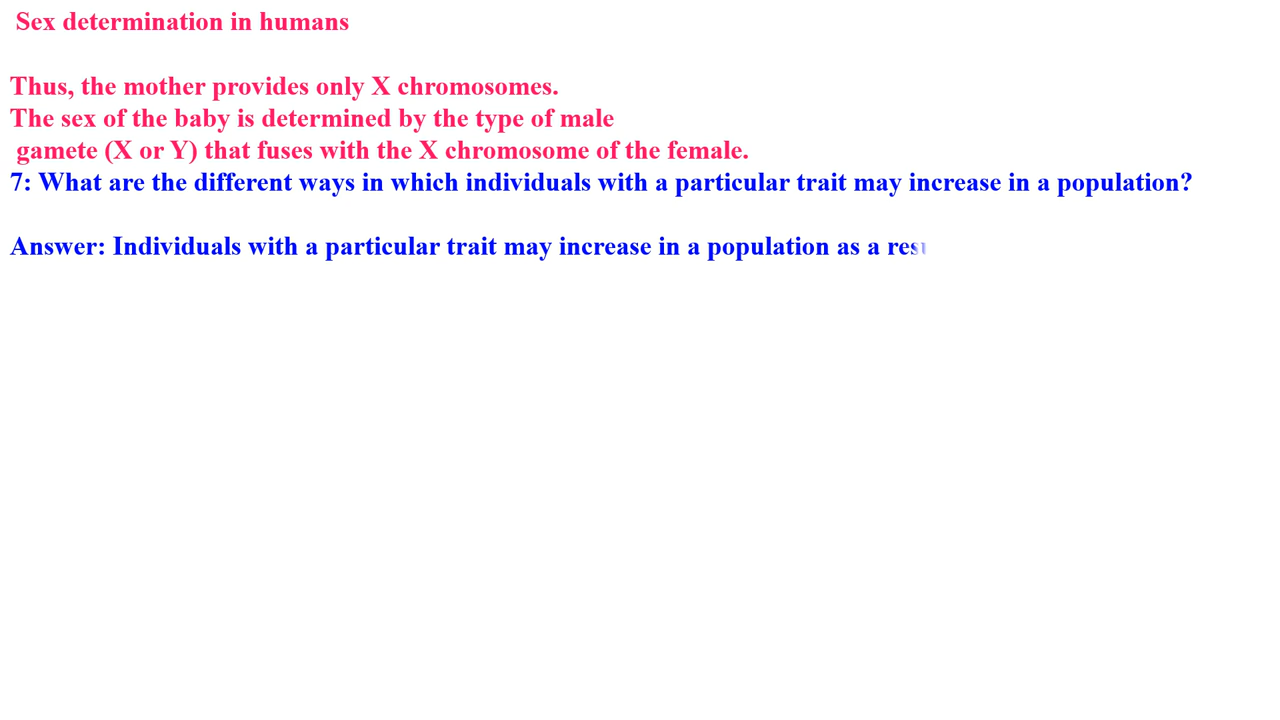 Sex determination in humans
Thus, the mother provides only X chromosomes.
The sex of the baby is determined by the type of male
gamete (X or Y) that fuses with the X chromosome of the female.
7: What are the different ways in which individuals with a particular trait may increase in a population?
Answer: Individuals with a particular trait may increase in a population as a